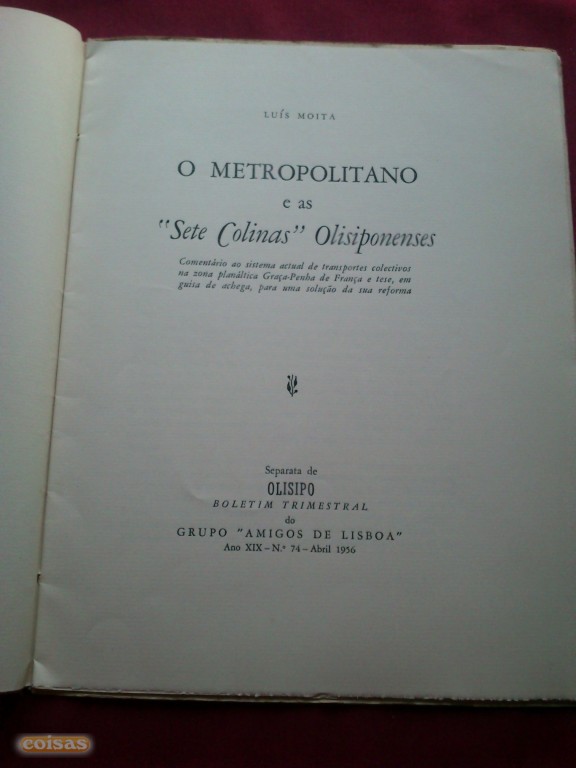 LUÍS MOITA
O METROPOLITANO
e as
"Sete Colinas" Olisiponenses
Comentário ao sistema actual de transportes colectivos
na zona planáltica Graça-Penha de França e tese, em
guisa de achega, para uma solução da sua reforma
Separata de
OLISIPO
BOLETIM TRIMESTRAL
do
GRUPO "AMIGOS DE LISBOA"
Ano XIX – N.º 74 – Abril 1956
coisas